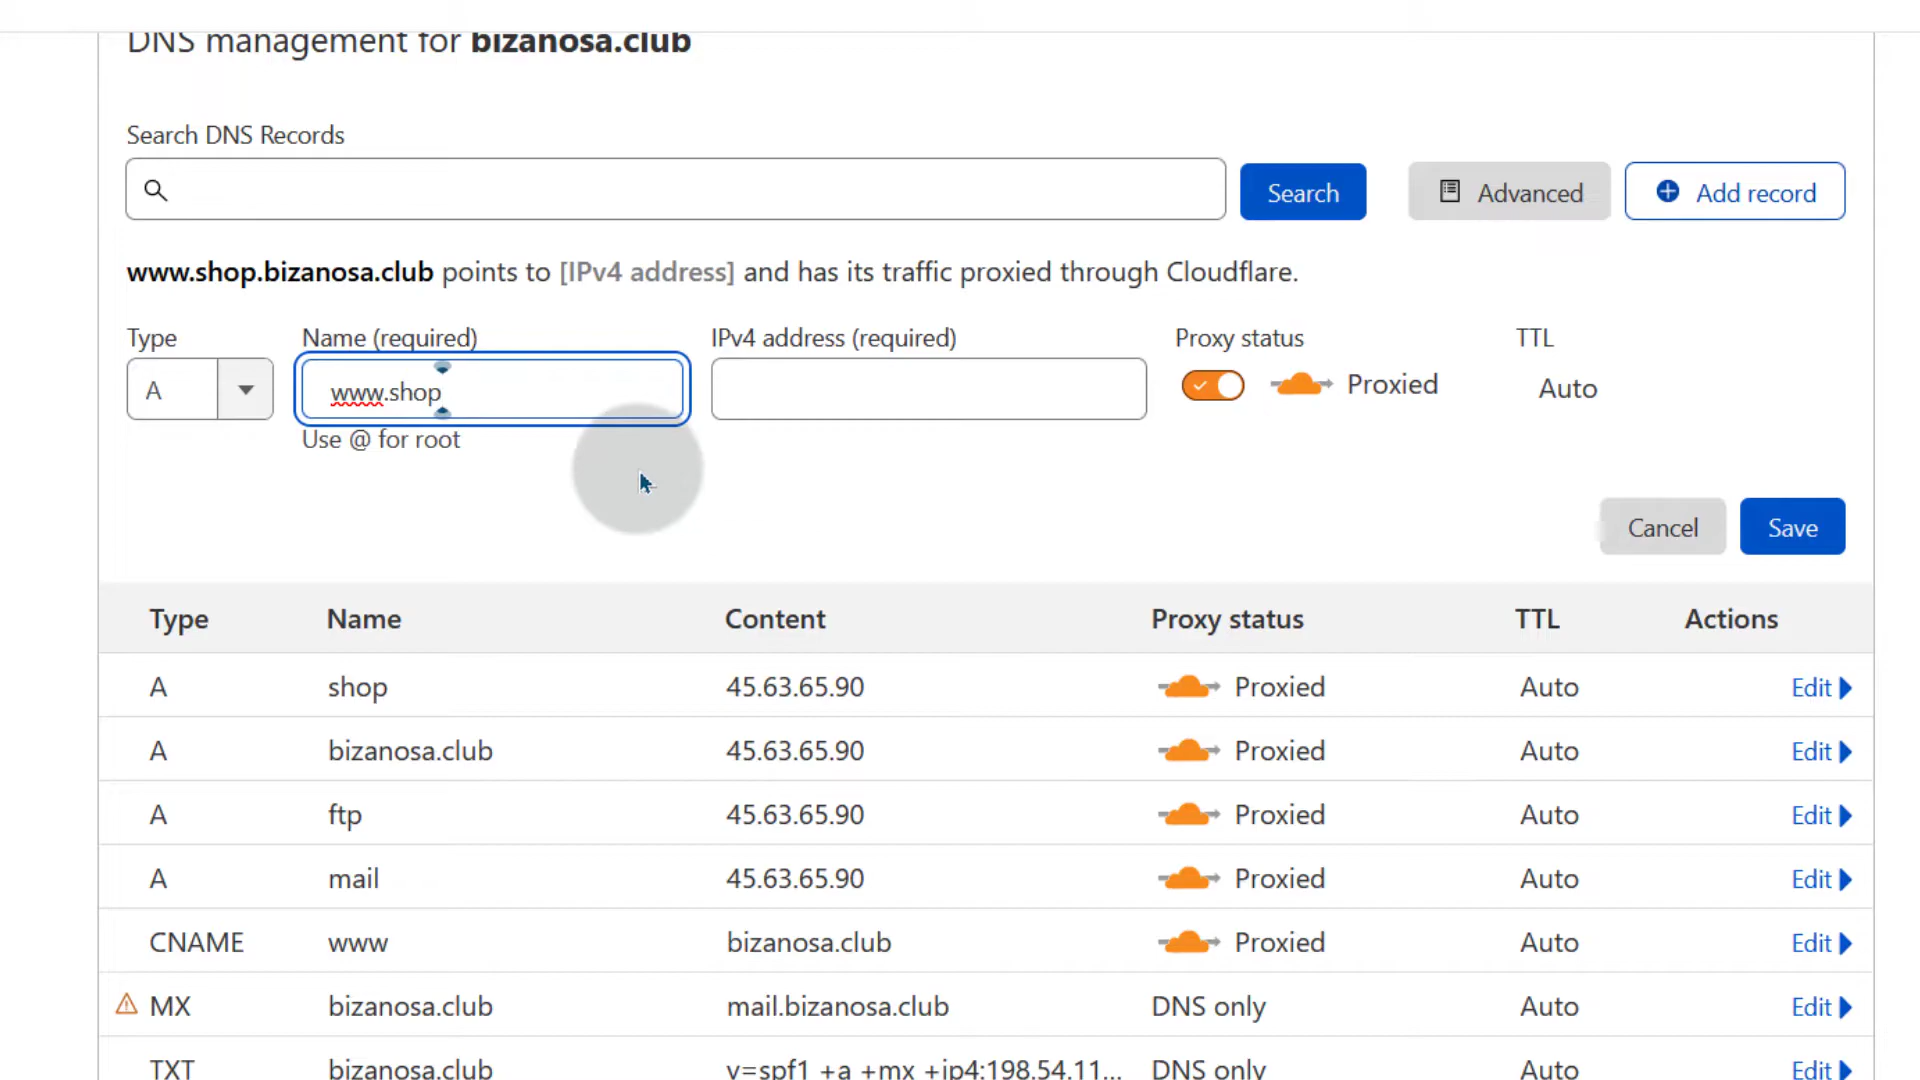 DNS management for bizanosa.club
Search DNS Records
Search Advanced Add record
www.shop.bizanosa.club points to [IPv4 address] and has its traffic proxied through Cloudflare.
Type Name (required) IPv4 address (required) Proxy status TTL
A www.shop Proxied Auto
Use @ for root
Cancel Save
Type Name Content Proxy status TTL Actions
A shop 45.63.65.90 Proxied Auto Edit
A bizanosa.club 45.63.65.90 Proxied Auto Edit
A ftp 45.63.65.90 Proxied Auto Edit
A mail 45.63.65.90 Proxied Auto Edit
CNAME www bizanosa.club Proxied Auto Edit
MX bizanosa.club mail.bizanosa.club DNS only Auto Edit
TXT bizanosa.club v=spf1 +a +mx +ip4:198.54.11... DNS only Auto Edit